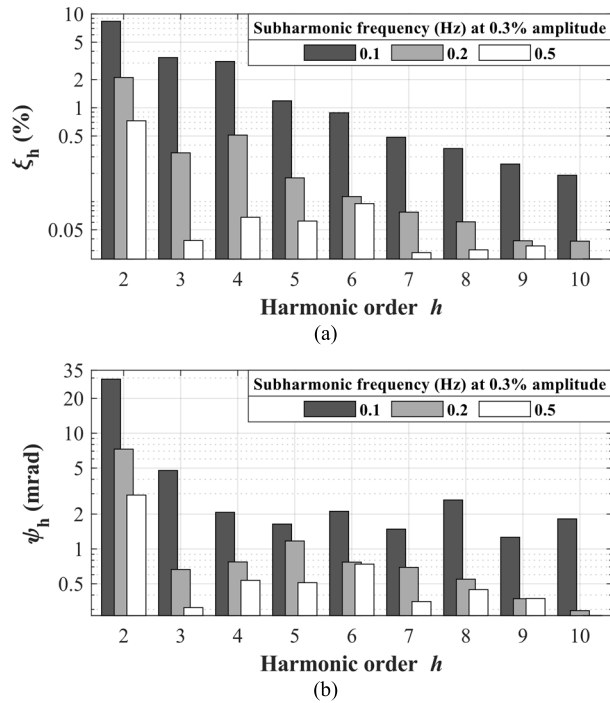 Subharmonic frequency (Hz) at 0.3% amplitude
0.1 0.2 0.5
10
5
2
1
0.5
0.05
ξh (%)
2 3 4 5 6 7 8 9 10
Harmonic order h
(a)
Subharmonic frequency (Hz) at 0.3% amplitude
0.1 0.2 0.5
35
20
10
5
2
1
0.5
ψh (mrad)
2 3 4 5 6 7 8 9 10
Harmonic order h
(b)